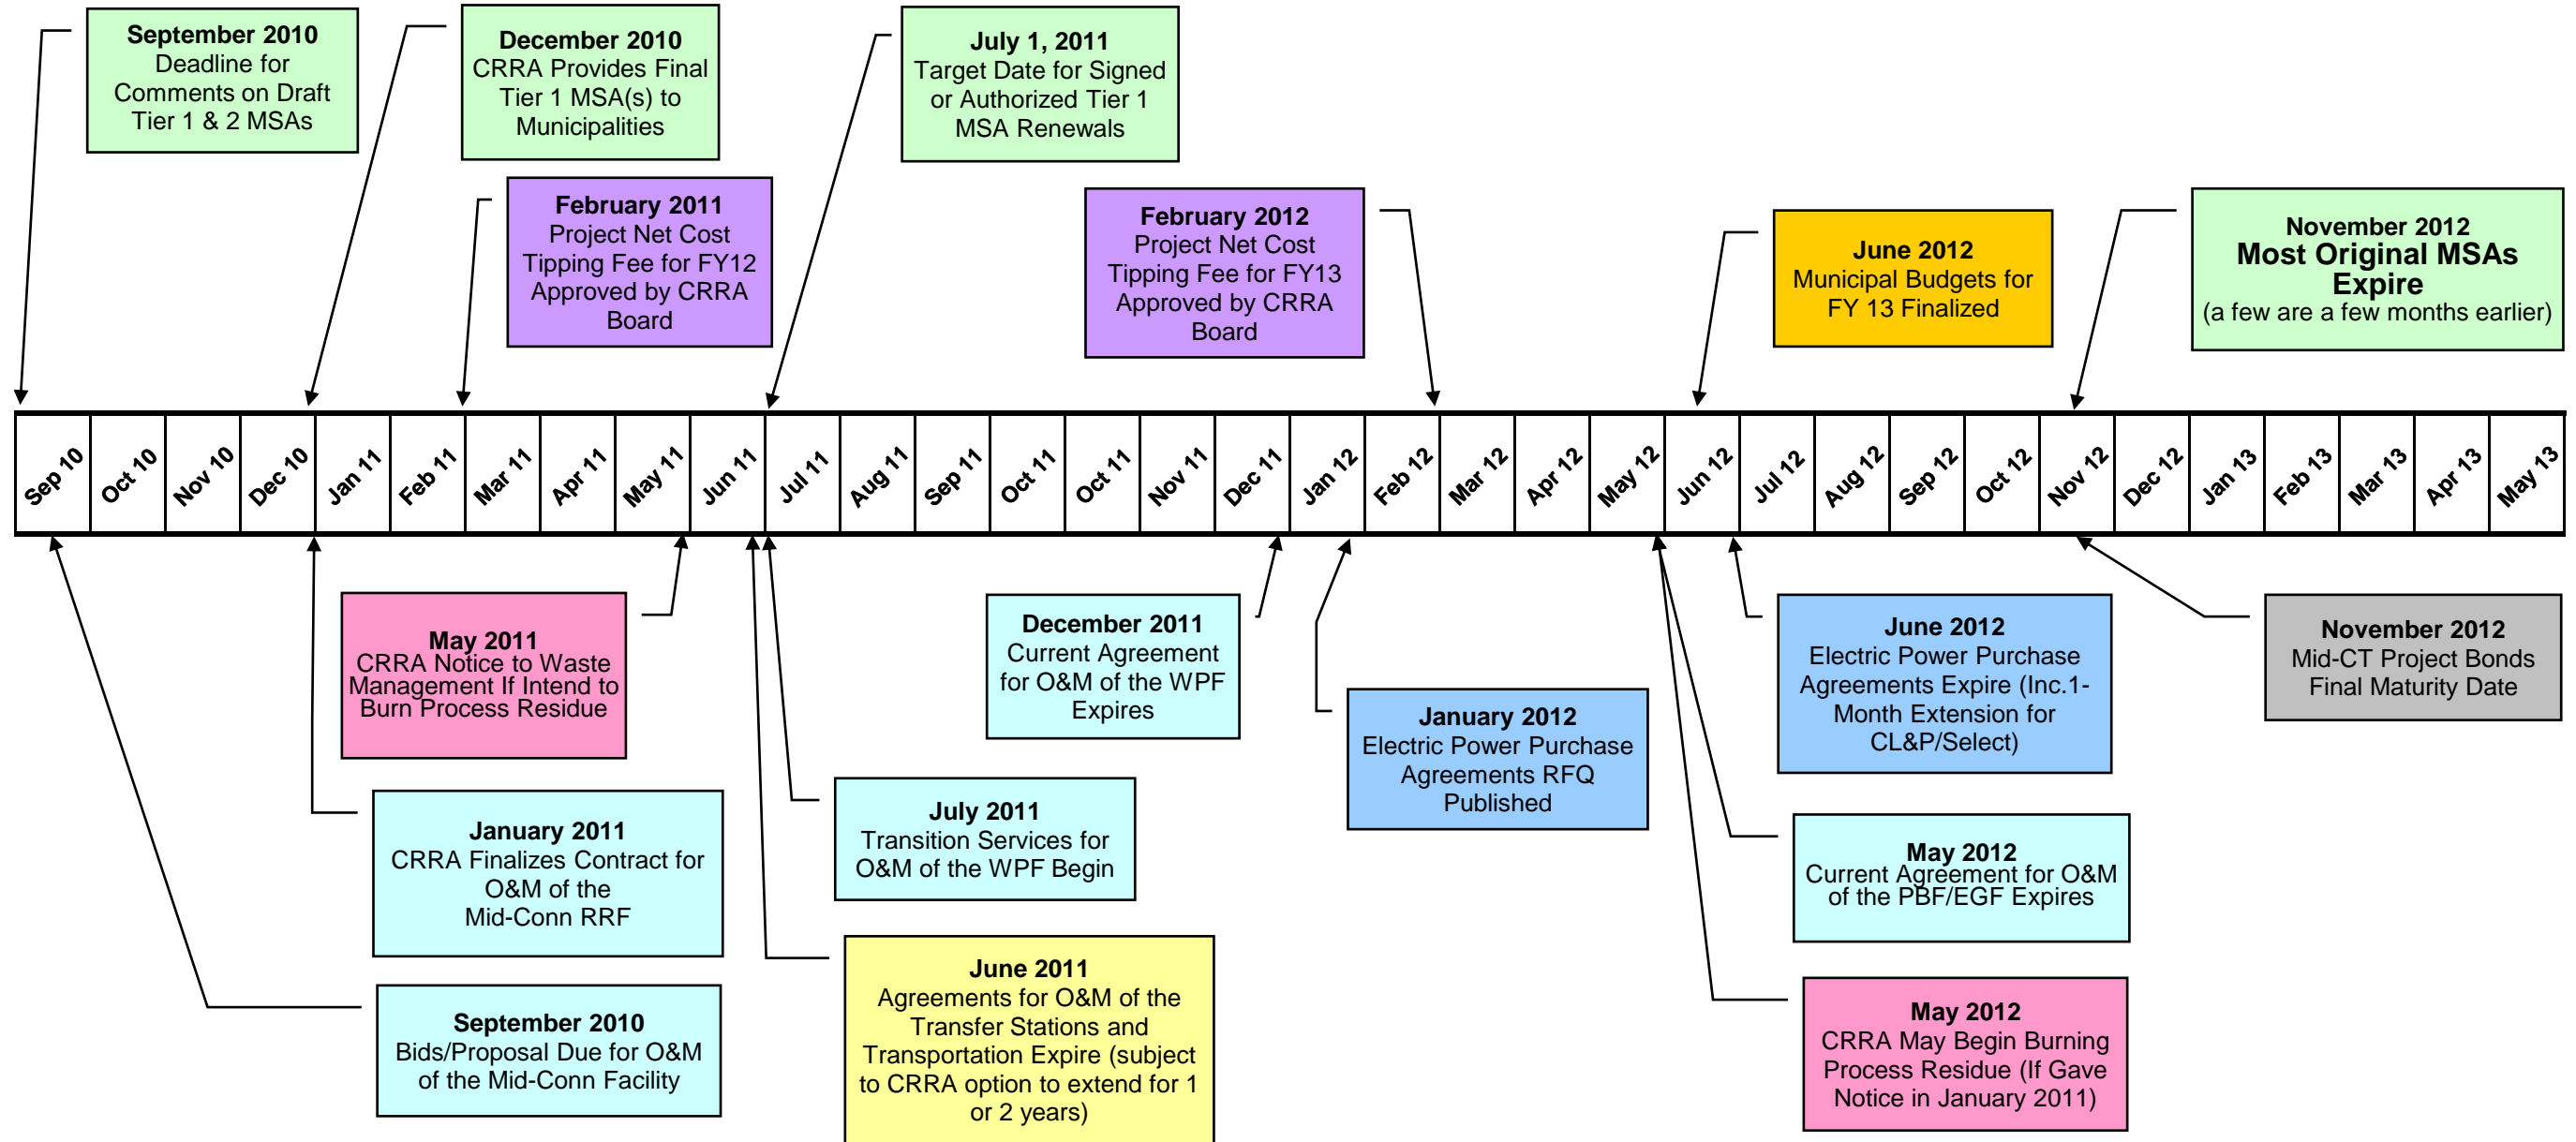 September 2010
Deadline for
Comments on Draft
Tier 1 & 2 MSAs
December 2010
CRRA Provides Final
Tier 1 MSA(s) to
Municipalities
July 1, 2011
Target Date for Signed
or Authorized Tier 1
MSA Renewals
February 2011
Project Net Cost
Tipping Fee for FY12
Approved by CRRA
Board
February 2012
Project Net Cost
Tipping Fee for FY13
Approved by CRRA
Board
June 2012
Municipal Budgets for
FY 13 Finalized
November 2012
Most Original MSAs
Expire
(a few are a few months earlier)
Sep 10
Oct 10
Nov 10
Dec 10
Jan 11
Feb 11
Mar 11
Apr 11
May 11
Jun 11
Jul 11
Aug 11
Sep 11
Oct 11
Oct 11
Nov 11
Dec 11
Jan 12
Feb 12
Mar 12
Apr 12
May 12
Jun 12
Jul 12
Aug 12
Sep 12
Oct 12
Nov 12
Dec 12
Jan 13
Feb 13
Mar 13
Apr 13
May 13
May 2011
CRRA Notice to Waste
Management If Intend to
Burn Process Residue
December 2011
Current Agreement
for O&M of the WPF
Expires
June 2012
Electric Power Purchase
Agreements Expire (Inc.1-
Month Extension for
CL&P/Select)
November 2012
Mid-CT Project Bonds
Final Maturity Date
January 2012
Electric Power Purchase
Agreements RFQ
Published
January 2011
CRRA Finalizes Contract for
O&M of the
Mid-Conn RRF
July 2011
Transition Services for
O&M of the WPF Begin
May 2012
Current Agreement for O&M
of the PBF/EGF Expires
September 2010
Bids/Proposal Due for O&M
of the Mid-Conn Facility
June 2011
Agreements for O&M of the
Transfer Stations and
Transportation Expire (subject
to CRRA option to extend for 1
or 2 years)
May 2012
CRRA May Begin Burning
Process Residue (If Gave
Notice in January 2011)